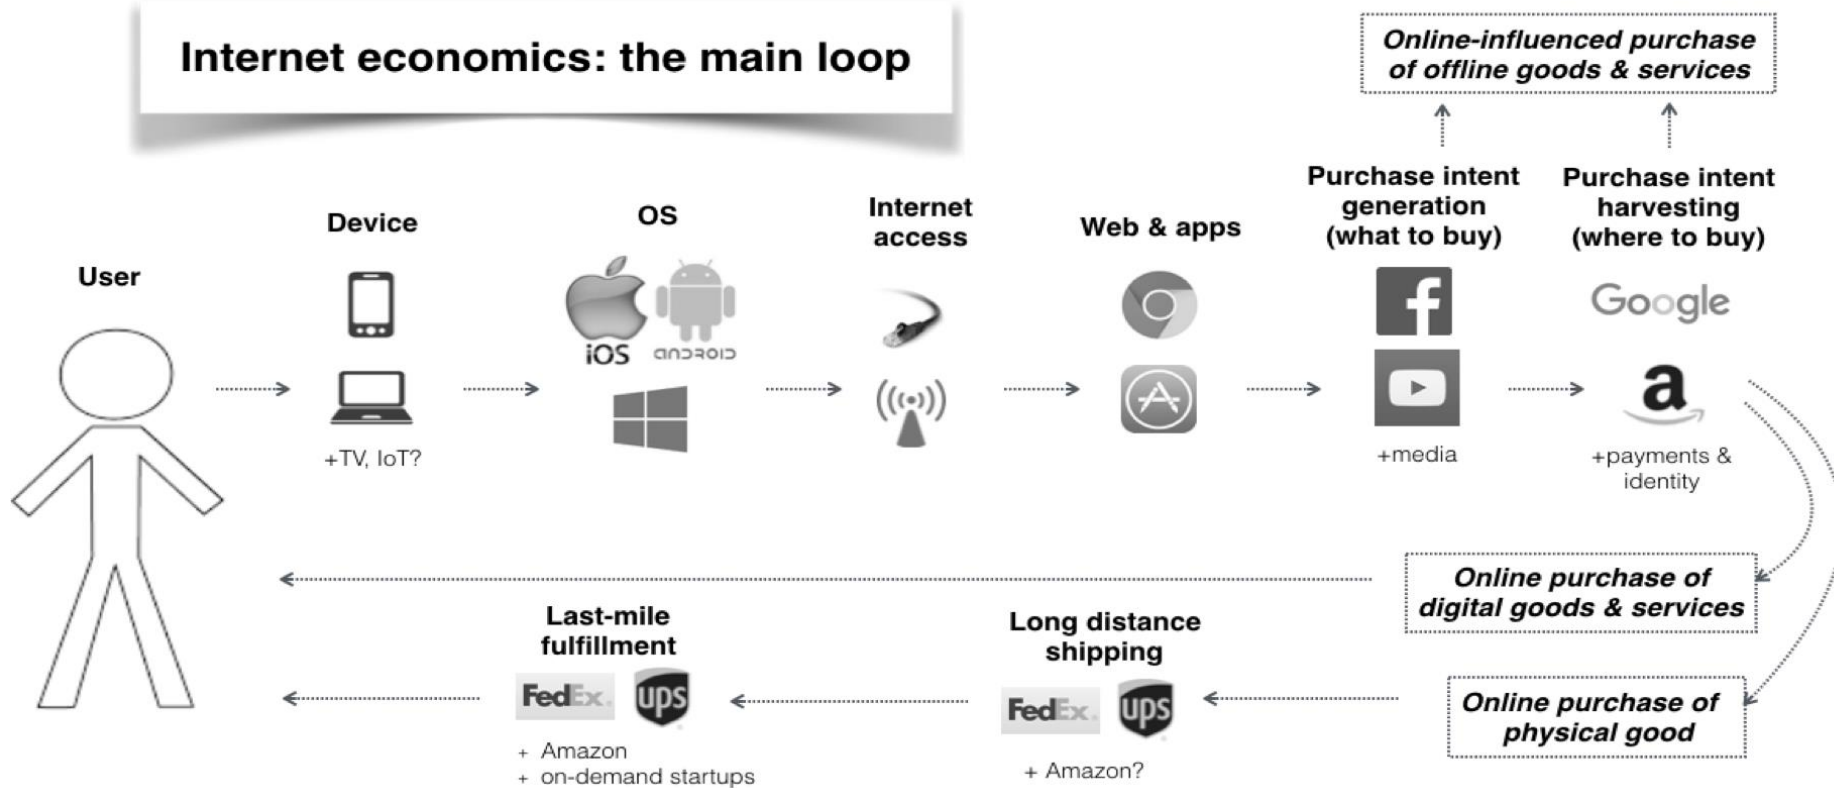 Internet economics: the main loop
Online-influenced purchase
of offline goods & services
User
Device
+TV, IoT?
OS
iOS
ANDROID
Internet
access
Web & apps
Purchase intent
generation
(what to buy)
f
+media
Purchase intent
harvesting
(where to buy)
Google
a
+payments &
identity
Online purchase of
digital goods & services
Online purchase of
physical good
Long distance
shipping
FedEx®
ups
+ Amazon?
Last-mile
fulfillment
FedEx®
ups
+ Amazon
+ on-demand startups